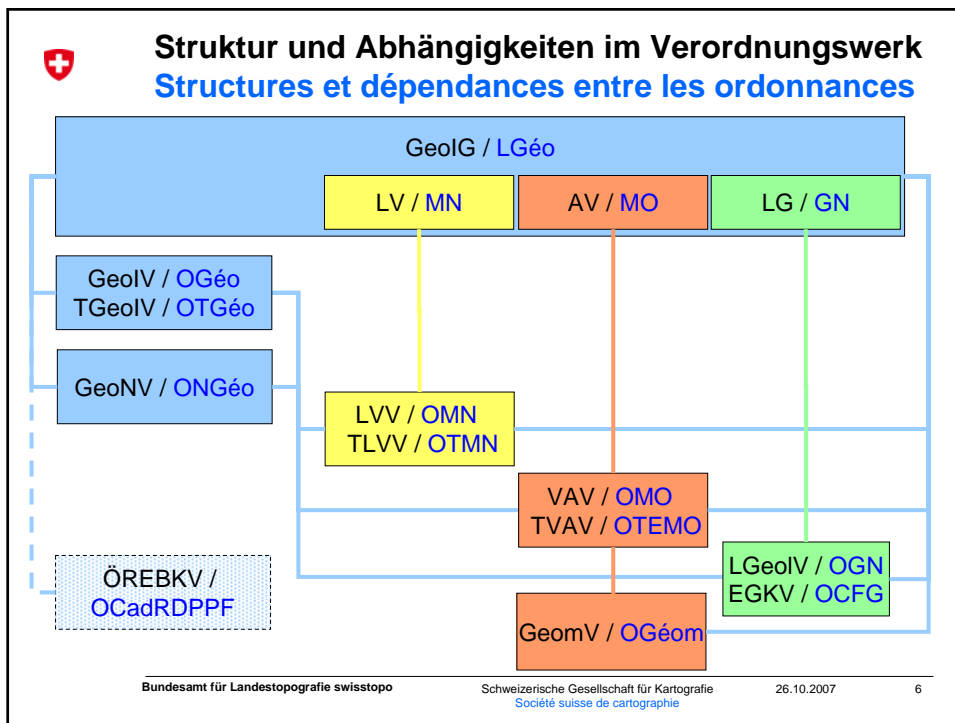 Struktur und Abhängigkeiten im Verordnungswerk
Structures et dépendances entre les ordonnances
GeoIG / LGéo
LV / MN
AV / MO
LG / GN
GeoIV / OGéo
TGeoIV / OTGéo
GeoNV / ONGéo
LVV / OMN
TLVV / OTMN
VAV / OMO
TVAV / OTEMO
LGeoIV / OGN
EGKV / OCFG
ÖREBKV /
OCadRDPPF
GeomV / OGéom
Bundesamt für Landestopografie swisstopo
Schweizerische Gesellschaft für Kartografie
Société suisse de cartographie
26.10.2007
6